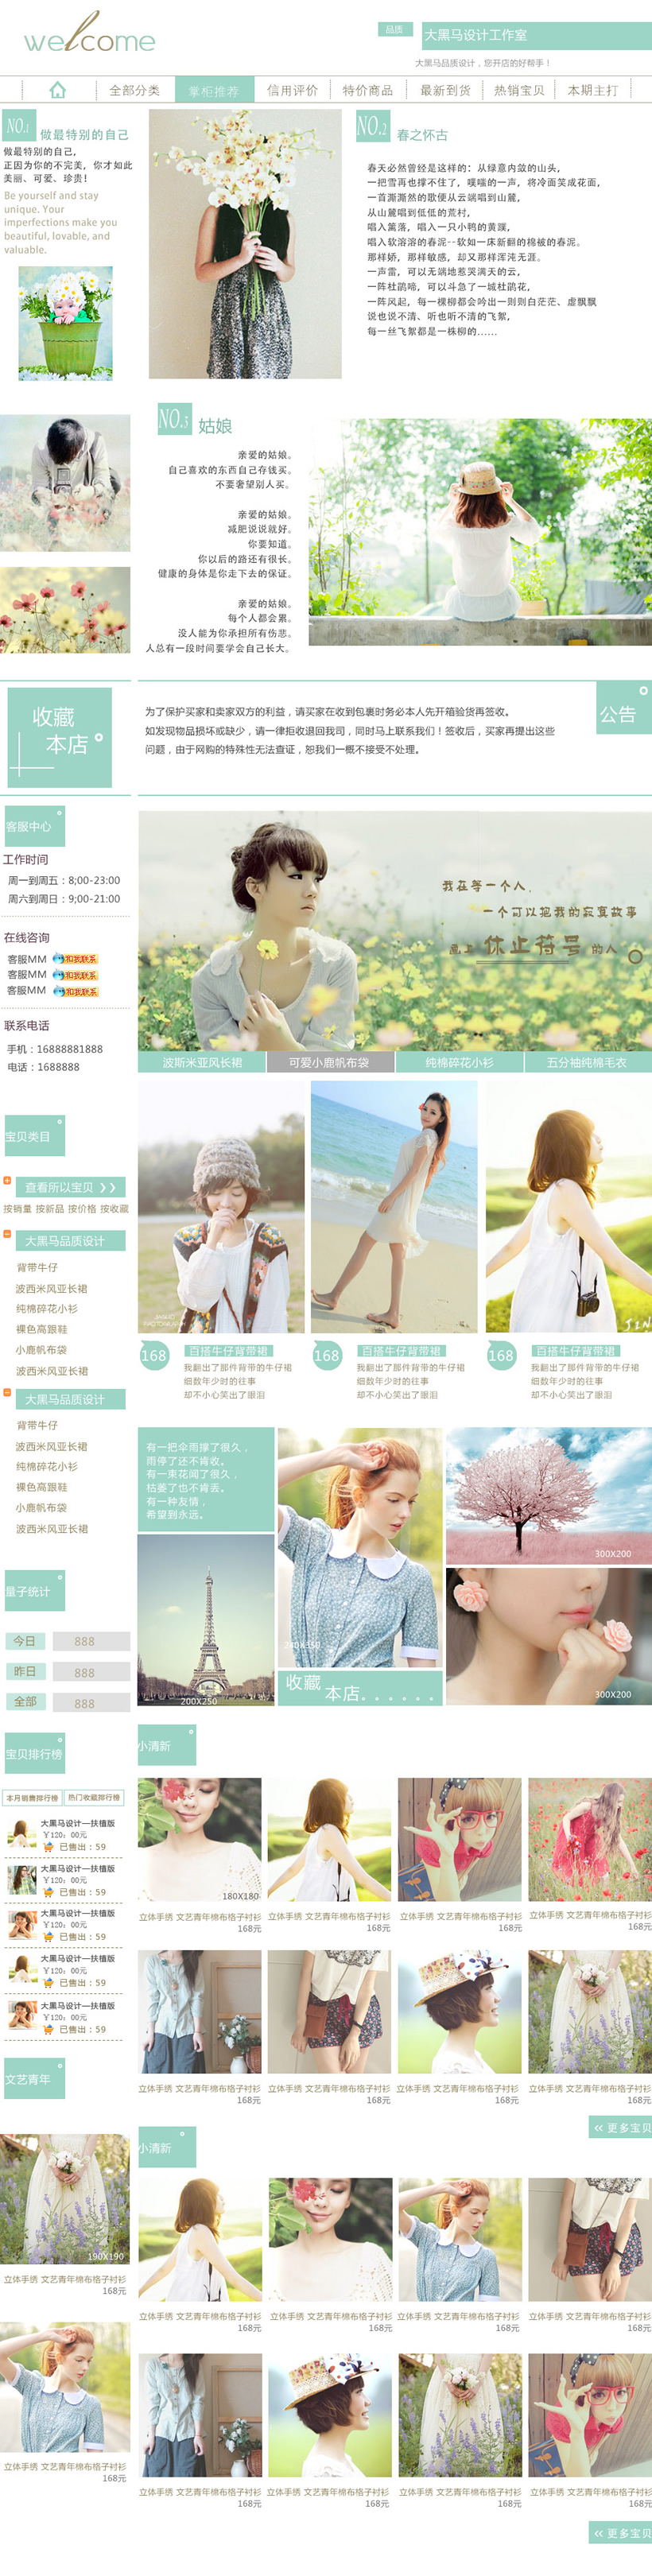 welcome
品质
大黑马设计工作室
大黑马品质设计，您开店的好帮手！
全部分类
掌柜推荐
信用评价
特价商品
最新到货
热销宝贝
本期主打
NO.1 做最特别的自己
做最特别的自己，
正因为你的不完美，你才如此
美丽、可爱、珍贵！
Be yourself and stay
unique. Your
imperfections make you
beautiful, lovable, and
valuable.
NO.2 春之怀古
春天必然曾经是这样的：从绿意内敛的山头，
一把雪再也撑不住了，噗嗤的一声，将冷面笑成花面，
一首澌澌然的歌便从云端唱到山麓，
从山麓唱到低低的荒村，
唱入篱落，唱入一只小鸭的黄蹼，
唱入软溶溶的春泥--软如一床新翻的棉被的春泥。
那样娇，那样敏感，却又那样浑沌无涯。
一声雷，可以无端地惹哭满天的云，
一阵杜鹃啼，可以斗急了一城杜鹃花，
一阵风起，每一棵柳都会吟出一则则白茫茫、虚飘飘
说也说不清、听也听不清的飞絮，
每一丝飞絮都是一株柳的......
NO.3 姑娘
亲爱的姑娘。
自己喜欢的东西自己存钱买。
不要奢望别人买。
亲爱的姑娘。
减肥说说就好。
你要知道。
你以后的路还有很长。
健康的身体是你走下去的保证。
亲爱的姑娘。
每个人都会累。
没人能为你承担所有伤悲。
人总有一段时间要学会自己长大。
收藏
本店
为了保护买家和卖家双方的利益，请买家在收到包裹时务必本人先开箱验货再签收。
如发现物品损坏或缺少，请一律拒收退回我司，同时马上联系我们！签收后，买家再提出这些
问题，由于网购的特殊性无法查证，恕我们一概不接受不处理。
公告
客服中心
工作时间
周一到周五：8;00-23:00
周六到周日：9;00-21:00
在线咨询
客服MM 和我联系
客服MM 和我联系
客服MM 和我联系
联系电话
手机：16888881888
电话：1688888
我在等一个人，
一个可以把我的寂寞故事
画上 休止符号 的人
波斯米亚风长裙
可爱小鹿帆布袋
纯棉碎花小衫
五分袖纯棉毛衣
宝贝类目
查看所以宝贝
按销量 按新品 按价格 按收藏
大黑马品质设计
背带牛仔
波西米风亚长裙
纯棉碎花小衫
裸色高跟鞋
小鹿帆布袋
波西米风亚长裙
大黑马品质设计
背带牛仔
波西米风亚长裙
纯棉碎花小衫
裸色高跟鞋
小鹿帆布袋
波西米风亚长裙
168
百搭牛仔背带裙
我翻出了那件背带的牛仔裙
细数年少时的往事
却不小心笑出了眼泪
168
百搭牛仔背带裙
我翻出了那件背带的牛仔裙
细数年少时的往事
却不小心笑出了眼泪
168
百搭牛仔背带裙
我翻出了那件背带的牛仔裙
细数年少时的往事
却不小心笑出了眼泪
有一把伞雨撑了很久，
雨停了还不肯收。
有一束花闻了很久，
枯萎了也不肯丢。
有一种友情，
希望到永远。
200X250
240X350
收藏
本店......
300X200
300X200
量子统计
今日 888
昨日 888
全部 888
宝贝排行榜
本月销售排行榜 热门收藏排行榜
大黑马设计—扶植版
￥120：00元
已售出：59
大黑马设计—扶植版
￥120：00元
已售出：59
大黑马设计—扶植版
￥120：00元
已售出：59
大黑马设计—扶植版
￥120：00元
已售出：59
大黑马设计—扶植版
￥120：00元
已售出：59
文艺青年
190X190
立体手绣 文艺青年棉布格子衬衫
168元
立体手绣 文艺青年棉布格子衬衫
168元
小清新
180X180
立体手绣 文艺青年棉布格子衬衫
168元
立体手绣 文艺青年棉布格子衬衫
168元
立体手绣 文艺青年棉布格子衬衫
168元
立体手绣 文艺青年棉布格子衬衫
168元
立体手绣 文艺青年棉布格子衬衫
168元
立体手绣 文艺青年棉布格子衬衫
168元
立体手绣 文艺青年棉布格子衬衫
168元
立体手绣 文艺青年棉布格子衬衫
168元
« 更多宝贝
小清新
立体手绣 文艺青年棉布格子衬衫
168元
立体手绣 文艺青年棉布格子衬衫
168元
立体手绣 文艺青年棉布格子衬衫
168元
立体手绣 文艺青年棉布格子衬衫
168元
立体手绣 文艺青年棉布格子衬衫
168元
立体手绣 文艺青年棉布格子衬衫
168元
立体手绣 文艺青年棉布格子衬衫
168元
立体手绣 文艺青年棉布格子衬衫
168元
« 更多宝贝